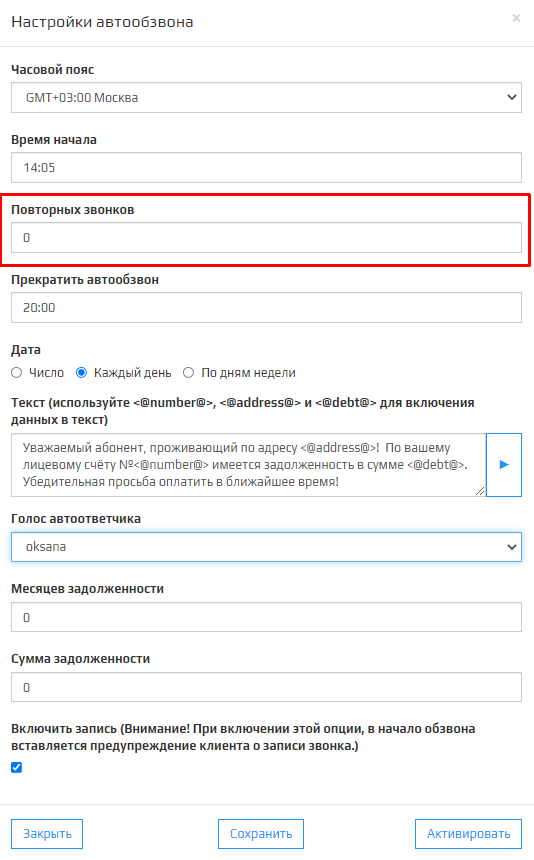 Настройки автообзвона
×
Часовой пояс
GMT+03:00 Москва
Время начала
14:05
Повторных звонков
0
Прекратить автообзвон
20:00
Дата
Число Каждый день По дням недели
Текст (используйте <@number@>, <@address@> и <@debt@> для включения
данных в текст)
Уважаемый абонент, проживающий по адресу <@address@>! По вашему
лицевому счёту №<@number@> имеется задолженность в сумме <@debt@>.
Убедительная просьба оплатить в ближайшее время!
Голос автоответчика
oksana
Месяцев задолженности
0
Сумма задолженности
0
Включить запись (Внимание! При включении этой опции, в начало обзвона
вставляется предупреждение клиента о записи звонка.)
Закрыть Сохранить Активировать